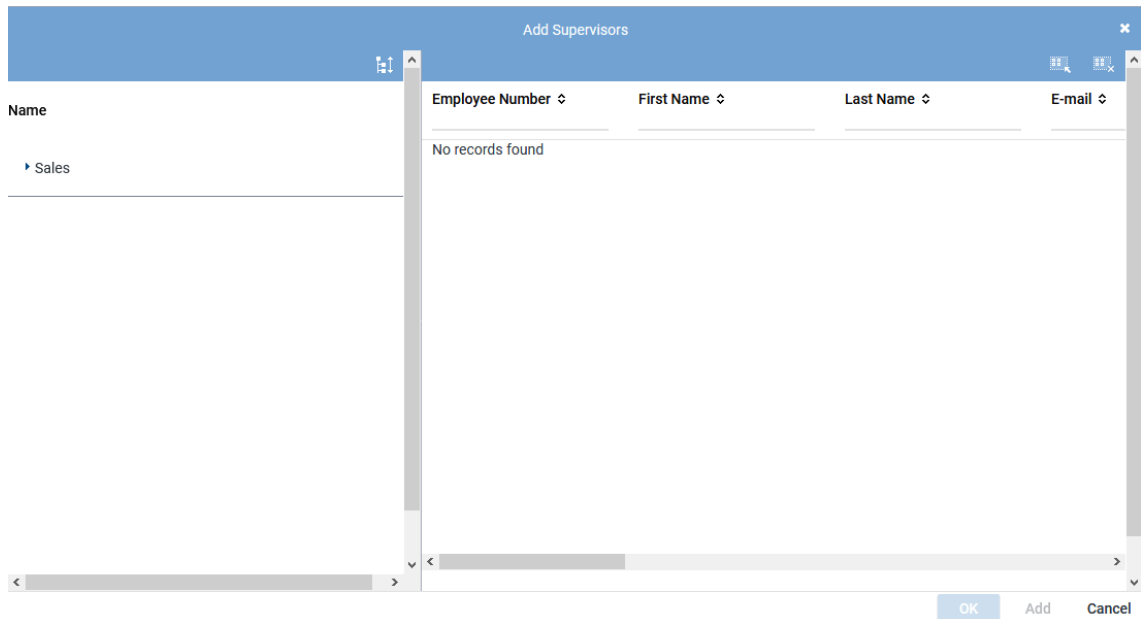 Add Supervisors
Name
Sales
Employee Number First Name Last Name E-mail
No records found
OK Add Cancel